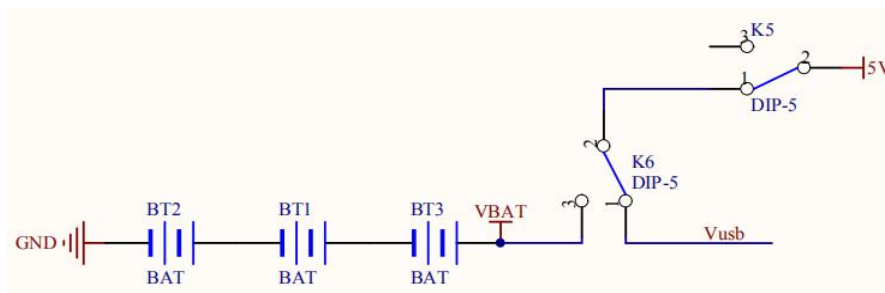 K5
3
2
1
5V
DIP-5
2
K6
DIP-5
3
1
BT2
BT1
BT3
VBAT
GND
Vusb
BAT
BAT
BAT